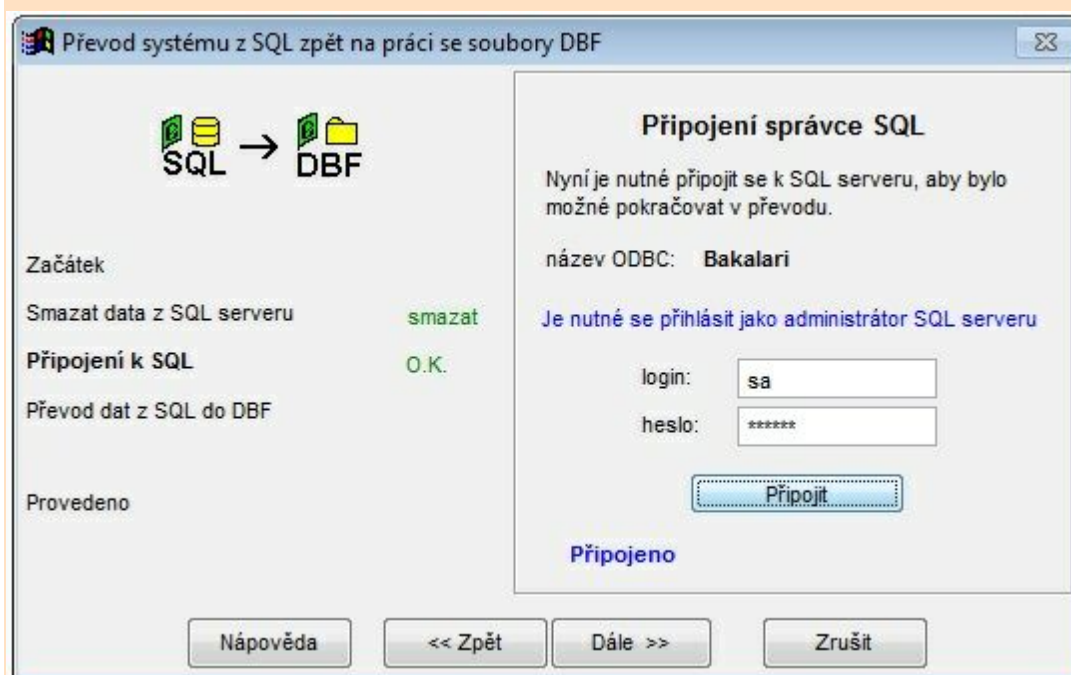 Převod systému z SQL zpět na práci se soubory DBF
SQL → DBF
Začátek
Smazat data z SQL serveru smazat
Připojení k SQL O.K.
Převod dat z SQL do DBF
Provedeno
Připojení správce SQL
Nyní je nutné připojit se k SQL serveru, aby bylo
možné pokračovat v převodu.
název ODBC: Bakalari
Je nutné se přihlásit jako administrátor SQL serveru
login: sa
heslo: ******
Připojit
Připojeno
Nápověda << Zpět Dále >> Zrušit